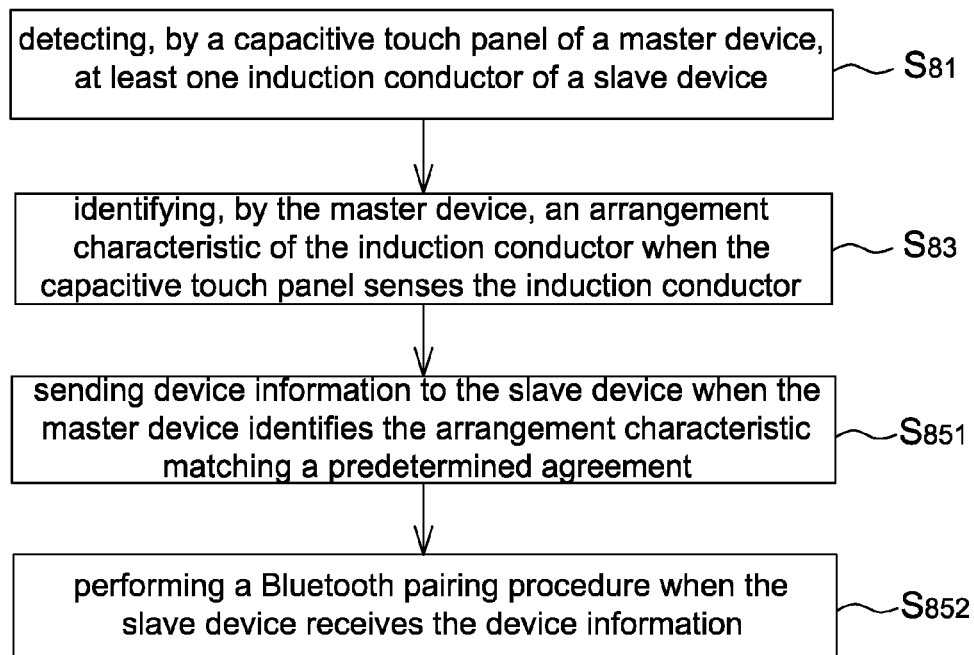 detecting, by a capacitive touch panel of a master device,
at least one induction conductor of a slave device
S81
identifying, by the master device, an arrangement
characteristic of the induction conductor when the
capacitive touch panel senses the induction conductor
S83
sending device information to the slave device when the
master device identifies the arrangement characteristic
matching a predetermined agreement
S851
performing a Bluetooth pairing procedure when the
slave device receives the device information
S852